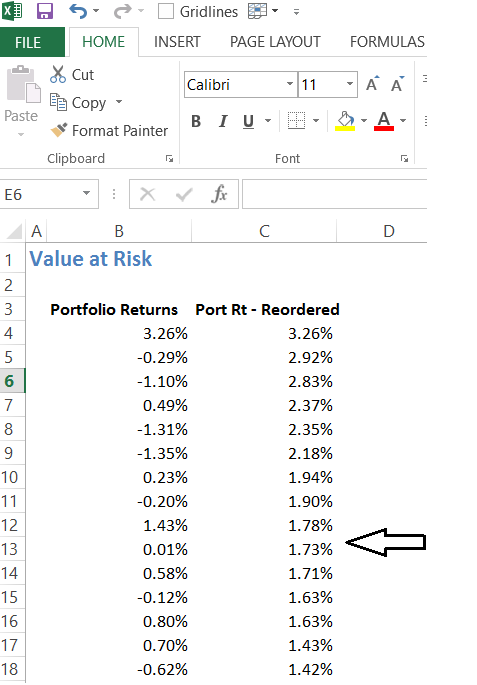 Gridlines
FILE HOME INSERT PAGE LAYOUT FORMULAS
Cut
Copy
Paste
Format Painter
Calibri 11 A A
B I U A
Clipboard Font
E6 fx
A B C D
1 Value at Risk
2
3 Portfolio Returns Port Rt - Reordered
4 3.26% 3.26%
5 -0.29% 2.92%
6 -1.10% 2.83%
7 0.49% 2.37%
8 -1.31% 2.35%
9 -1.35% 2.18%
10 0.23% 1.94%
11 -0.20% 1.90%
12 1.43% 1.78%
13 0.01% 1.73%
14 0.58% 1.71%
15 -0.12% 1.63%
16 0.80% 1.63%
17 0.70% 1.43%
18 -0.62% 1.42%